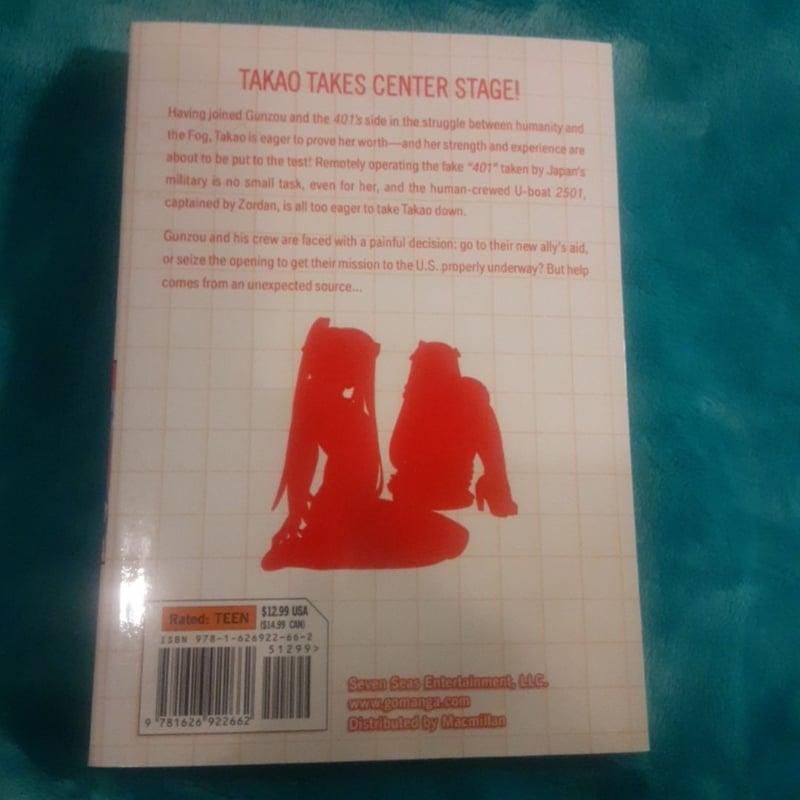 TAKAO TAKES CENTER STAGE!
Having joined Gunzou and the 401's side in the struggle between humanity and
the Fog, Takao is eager to prove her worth—and her strength and experience are
about to be put to the test! Remotely operating the fake "401" taken by Japan's
military is no small task, even for her, and the human-crewed U-boat 2501,
captained by Zordan, is all too eager to take Takao down.
Gunzou and his crew are faced with a painful decision: go to their new ally's aid,
or seize the opening to get their mission to the U.S. properly underway? But help
comes from an unexpected source...
Rated: TEEN
$12.99 USA
($14.99 CAN)
ISBN 978-1-626922-66-2
51299>
9 781626 922662
Seven Seas Entertainment, LLC.
www.gomanga.com
Distributed by Macmillan